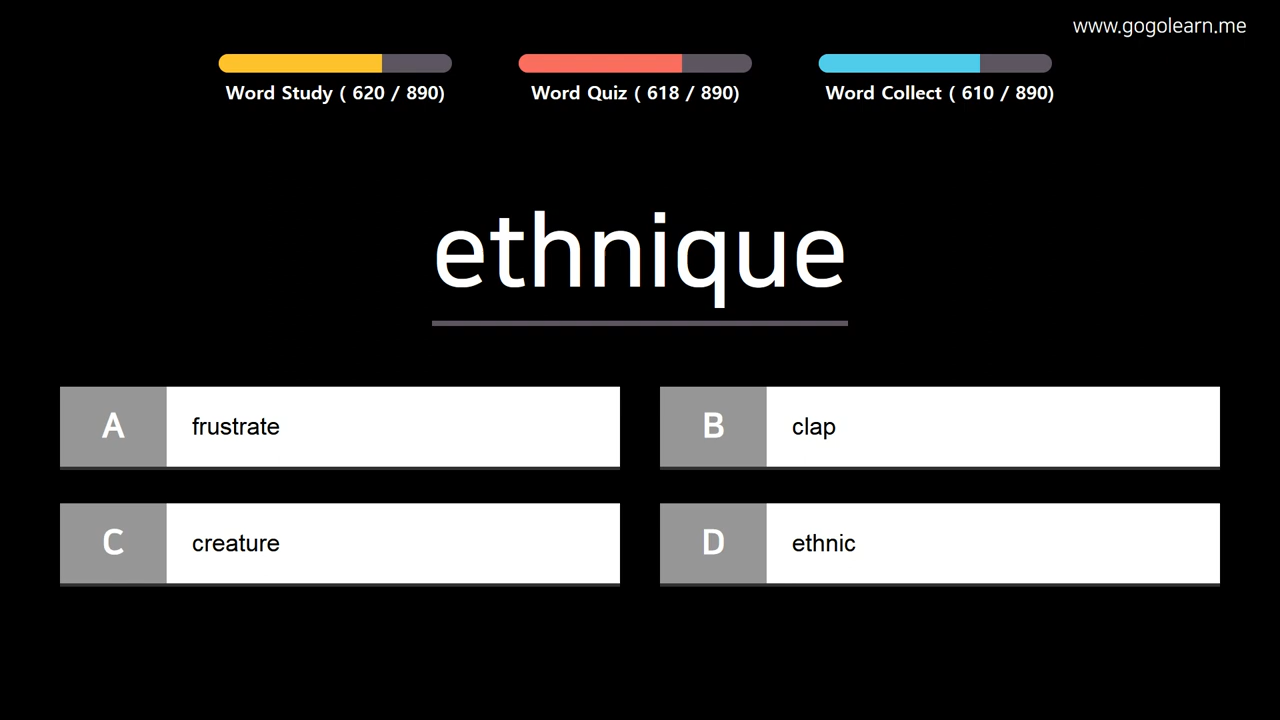 www.gogolearn.me
Word Study ( 620 / 890)
Word Quiz ( 618 / 890)
Word Collect ( 610 / 890)
ethnique
A frustrate
B clap
C creature
D ethnic